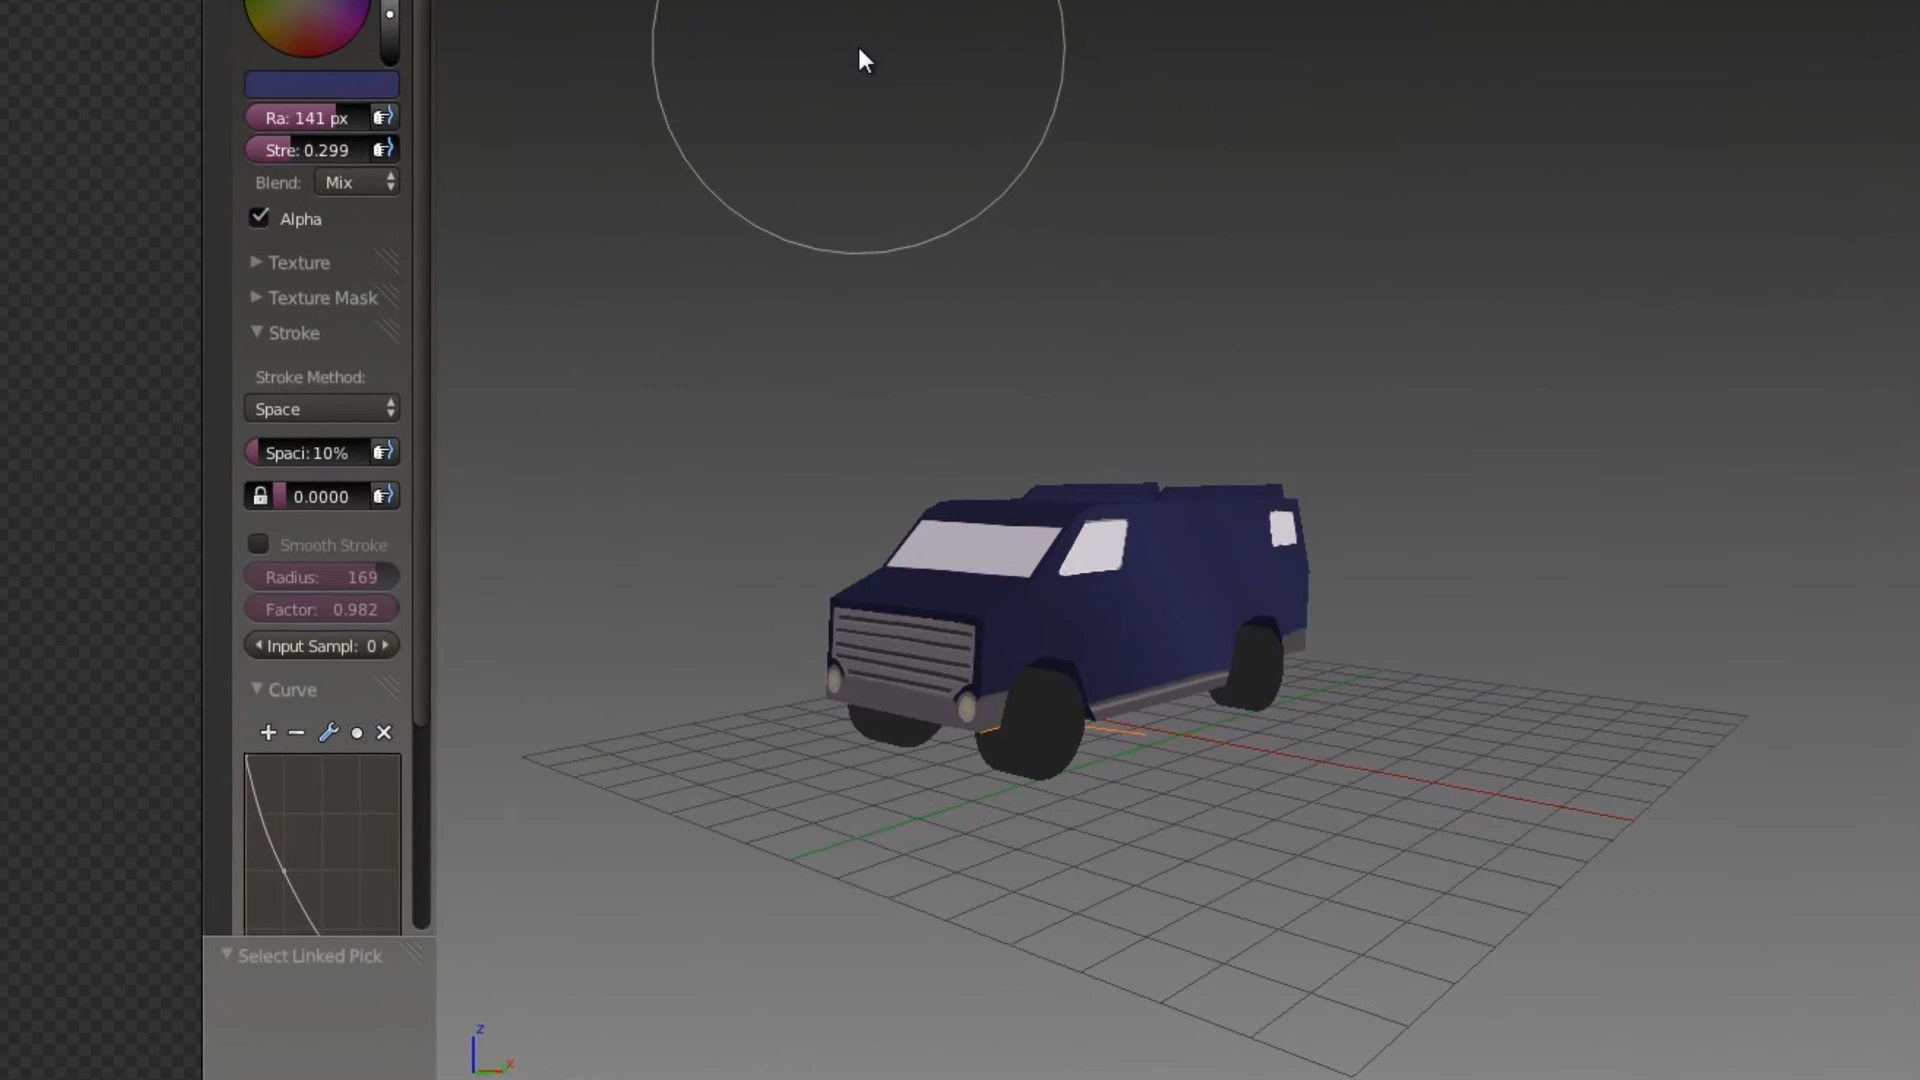 Ra: 141 px
Stre: 0.299
Blend: Mix
Alpha
Texture
Texture Mask
Stroke
Stroke Method:
Space
Spaci: 10%
0.0000
Smooth Stroke
Radius: 169
Factor: 0.982
Input Sampl: 0
Curve
Select Linked Pick
z
x